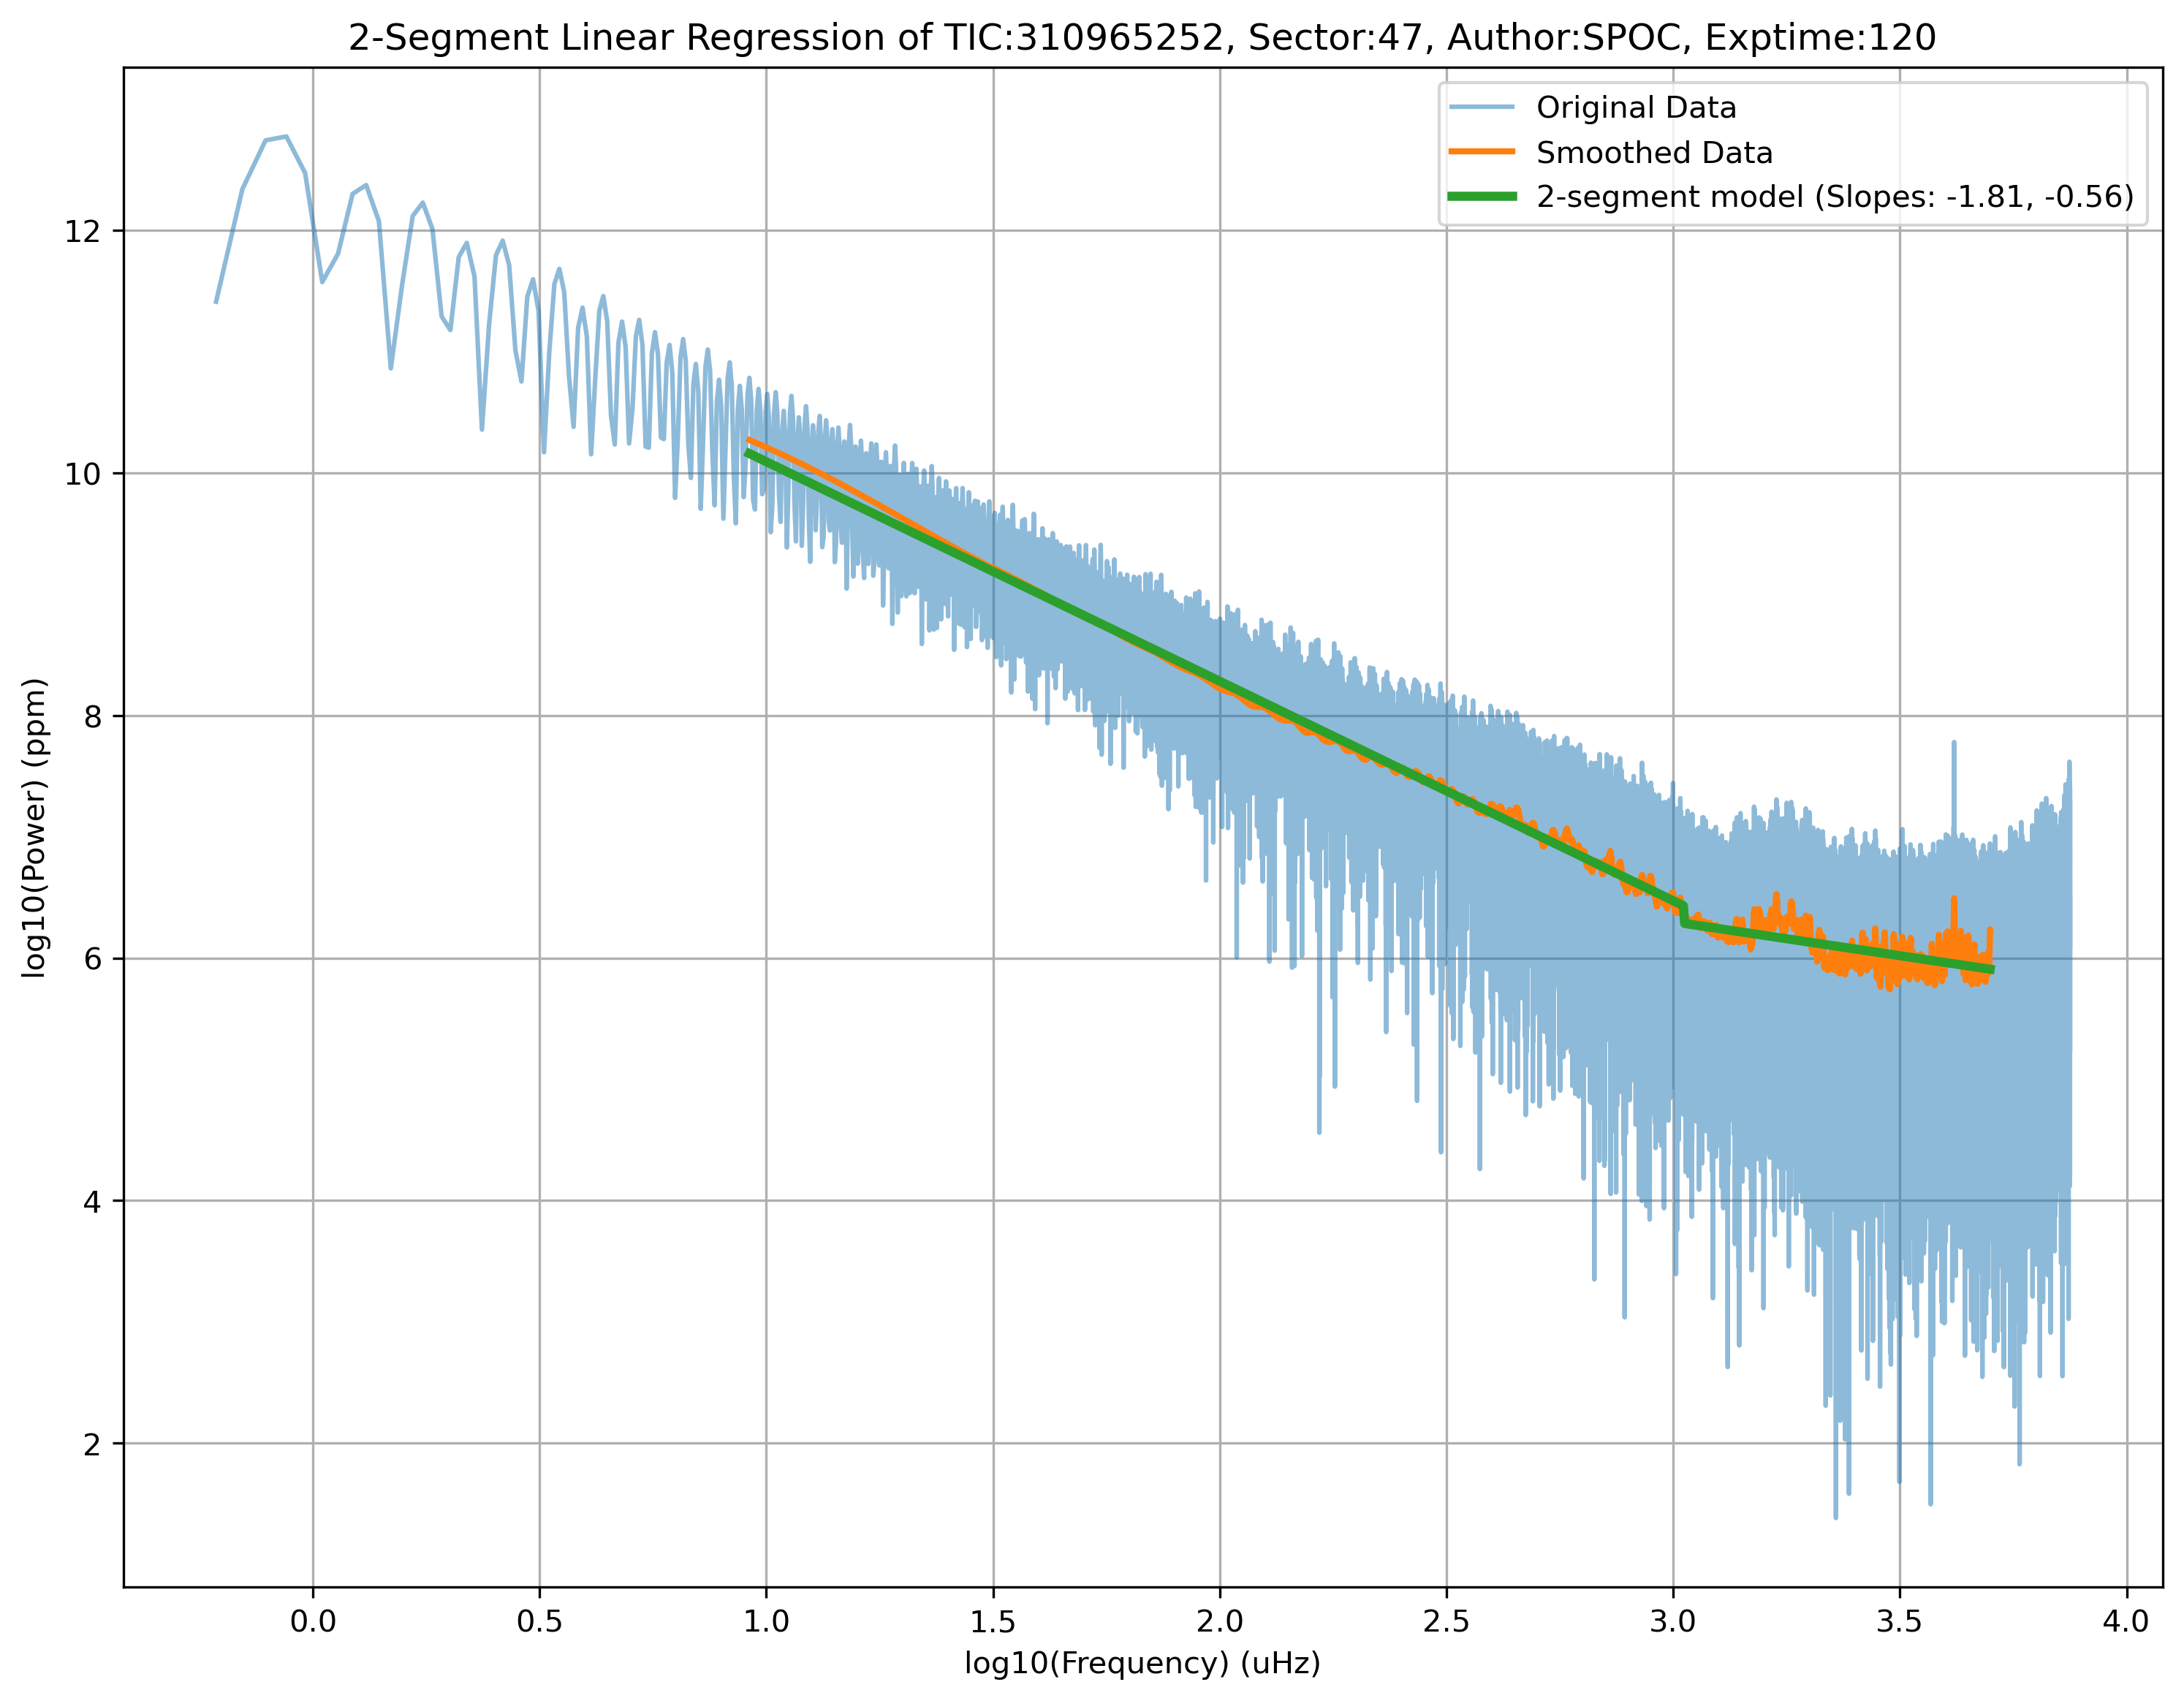 2-Segment Linear Regression of TIC:310965252, Sector:47, Author:SPOC, Exptime:120
Original Data
Smoothed Data
2-segment model (Slopes: -1.81, -0.56)
12
10
8
6
4
2
log10(Power) (ppm)
0.0 0.5 1.0 1.5 2.0 2.5 3.0 3.5 4.0
log10(Frequency) (uHz)